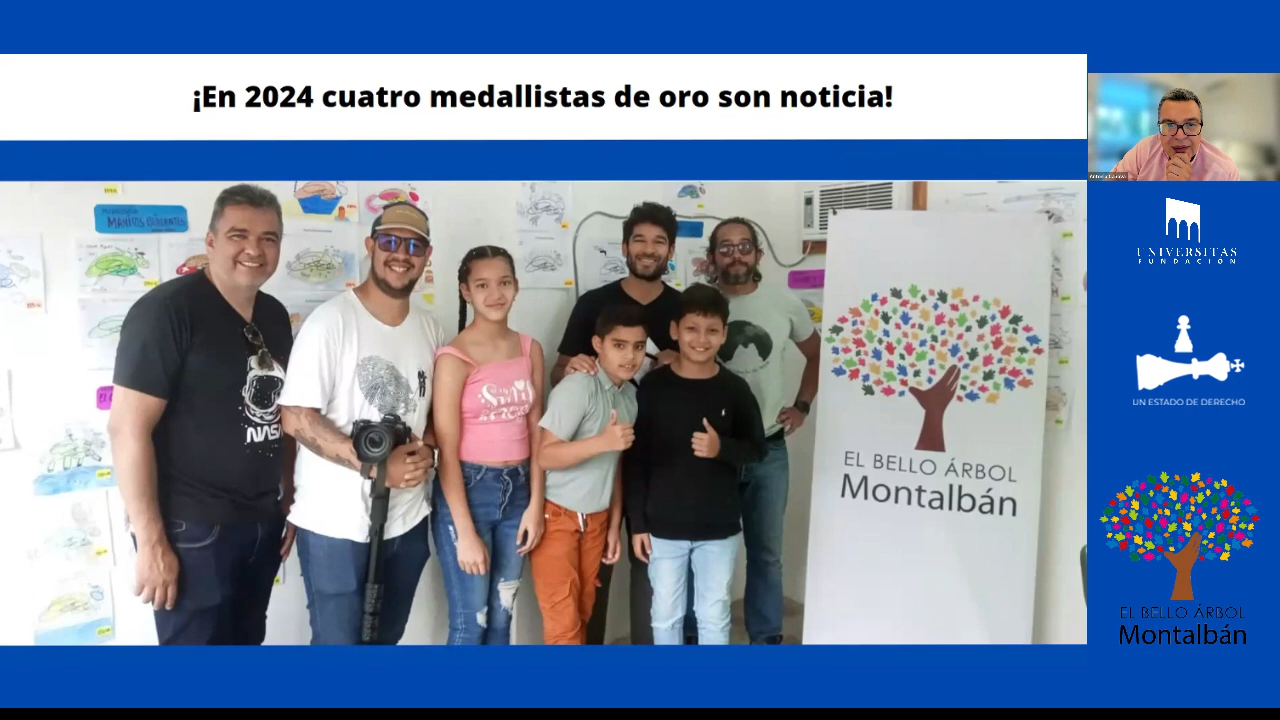 ¡En 2024 cuatro medallistas de oro son noticia!
NASA
EL BELLO ÁRBOL
Montalbán
UNIVERSITAS
FUNDACIÓN
UN ESTADO DE DERECHO
EL BELLO ÁRBOL
Montalbán